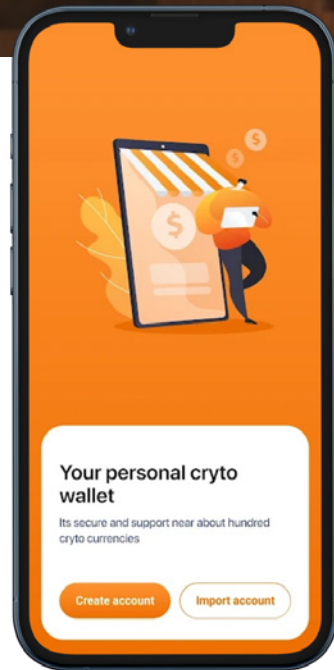 $
$
$
Your personal cryto
wallet
Its secure and support near about hundred
cryto currencies
Create account
Import account